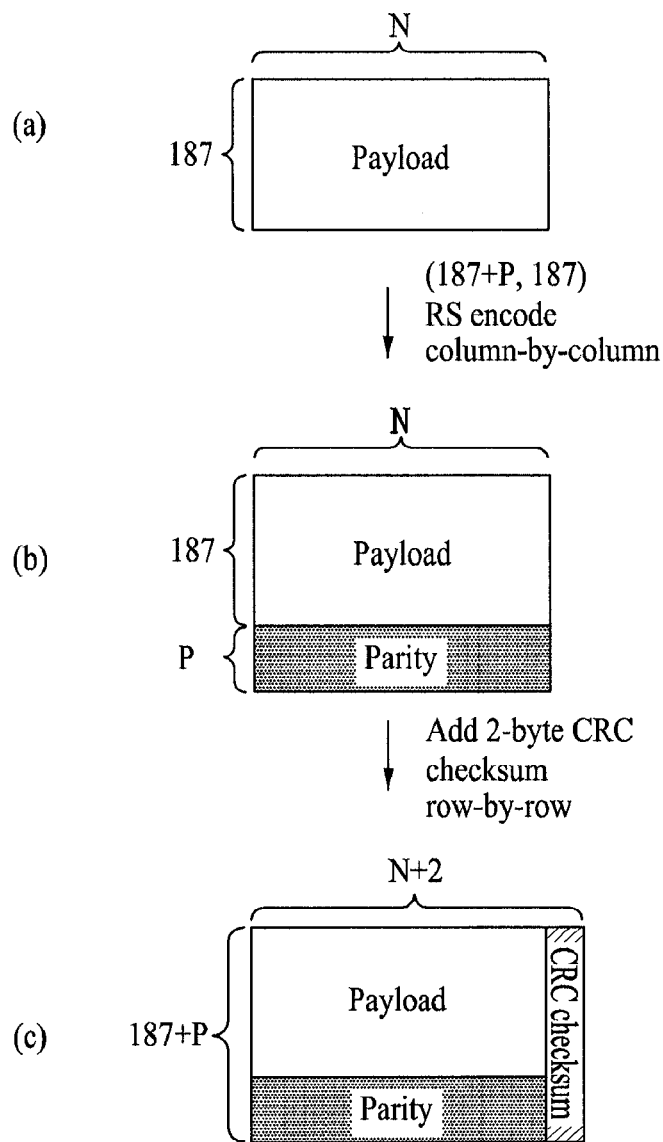 N
(a)
187
Payload
(187+P, 187)
RS encode
column-by-column
N
(b)
187
Payload
P
Parity
Add 2-byte CRC
checksum
row-by-row
N+2
(c)
187+P
Payload
Parity
CRC checksum